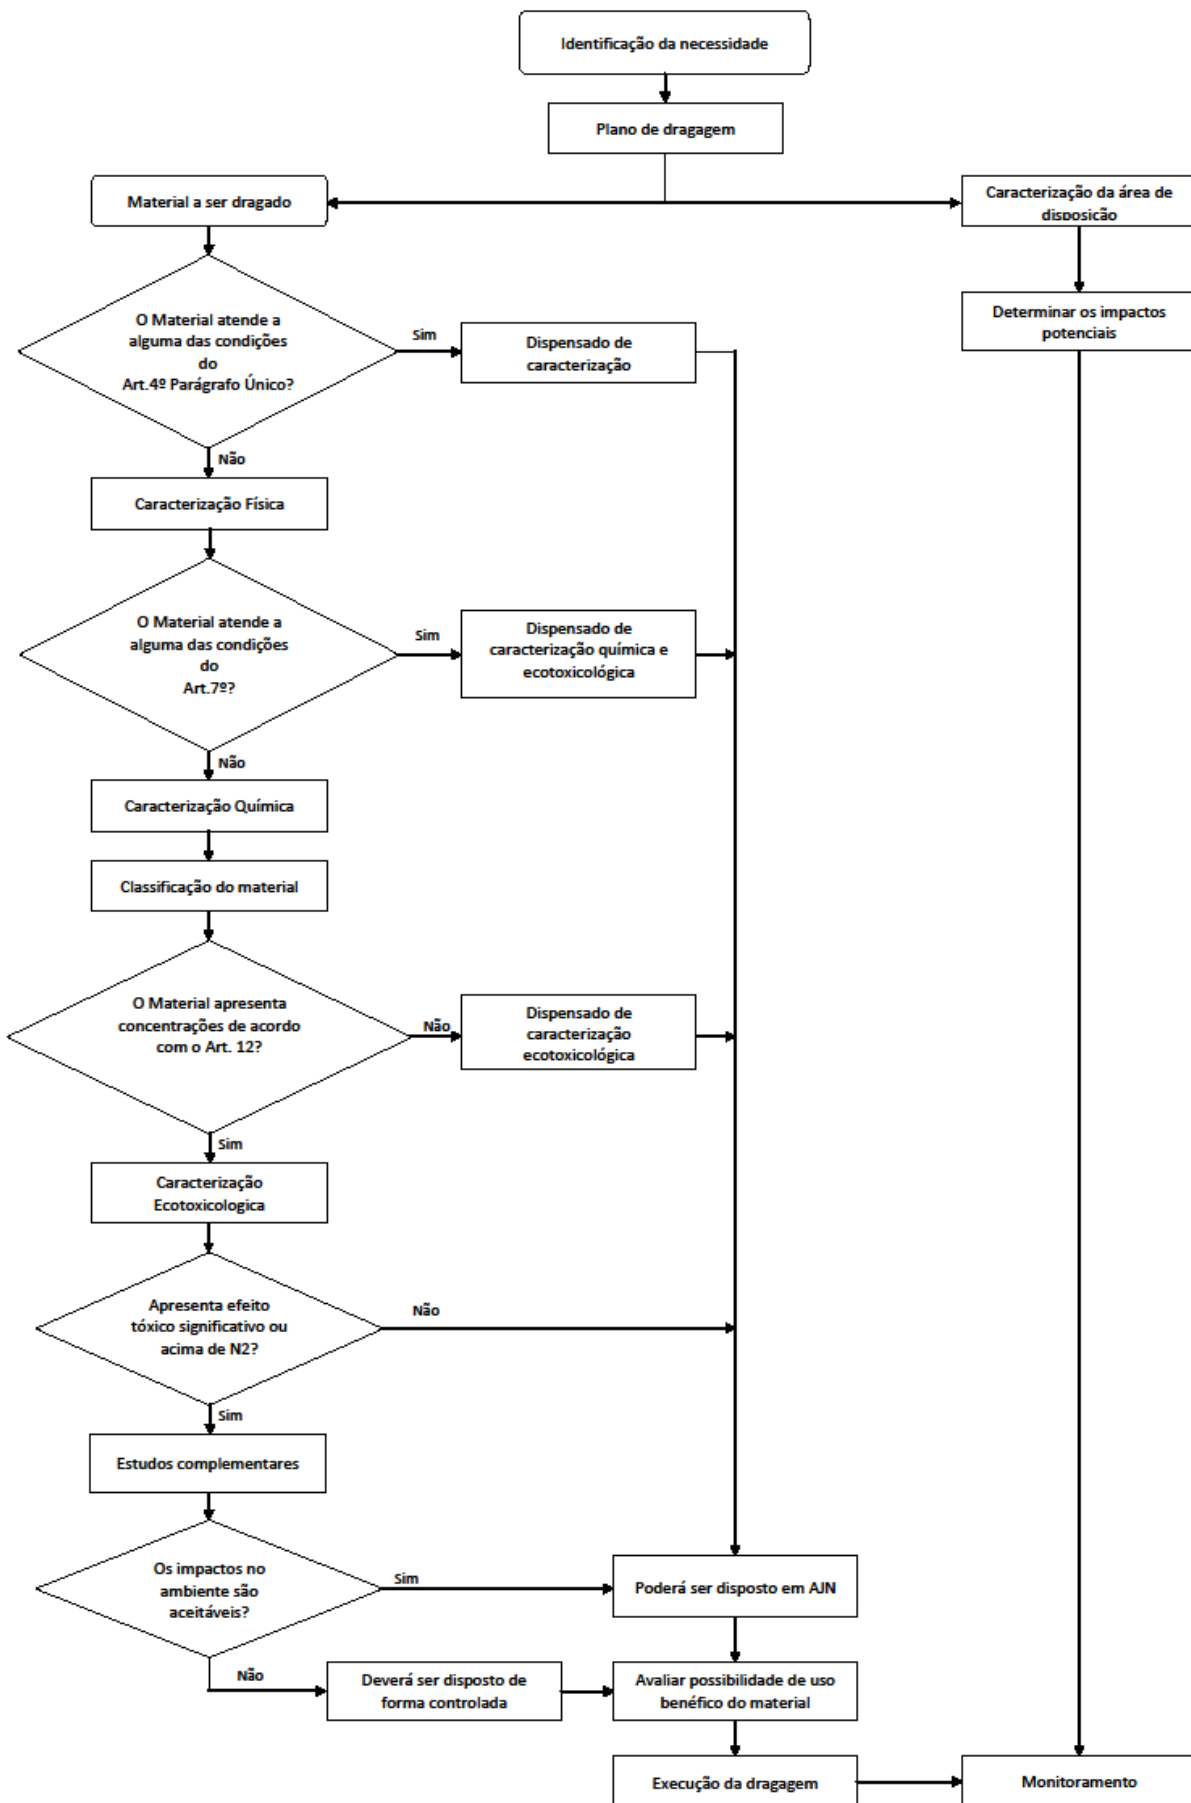 Identificação da necessidade
Plano de dragagem
Material a ser dragado
Caracterização da área de
disposição
O Material atende a
alguma das condições
do
Art.4º Parágrafo Único?
Sim
Dispensado de
caracterização
Determinar os impactos
potenciais
Não
Caracterização Física
O Material atende a
alguma das condições
do
Art.7º?
Sim
Dispensado de
caracterização química e
ecotoxicológica
Não
Caracterização Química
Classificação do material
O Material apresenta
concentrações de acordo
com o Art. 12?
Não
Dispensado de
caracterização
ecotoxicológica
Sim
Caracterização
Ecotoxicologica
Apresenta efeito
tóxico significativo ou
acima de N2?
Não
Sim
Estudos complementares
Os impactos no
ambiente são
aceitáveis?
Sim
Poderá ser disposto em AJN
Não
Deverá ser disposto de
forma controlada
Avaliar possibilidade de uso
benéfico do material
Execução da dragagem
Monitoramento